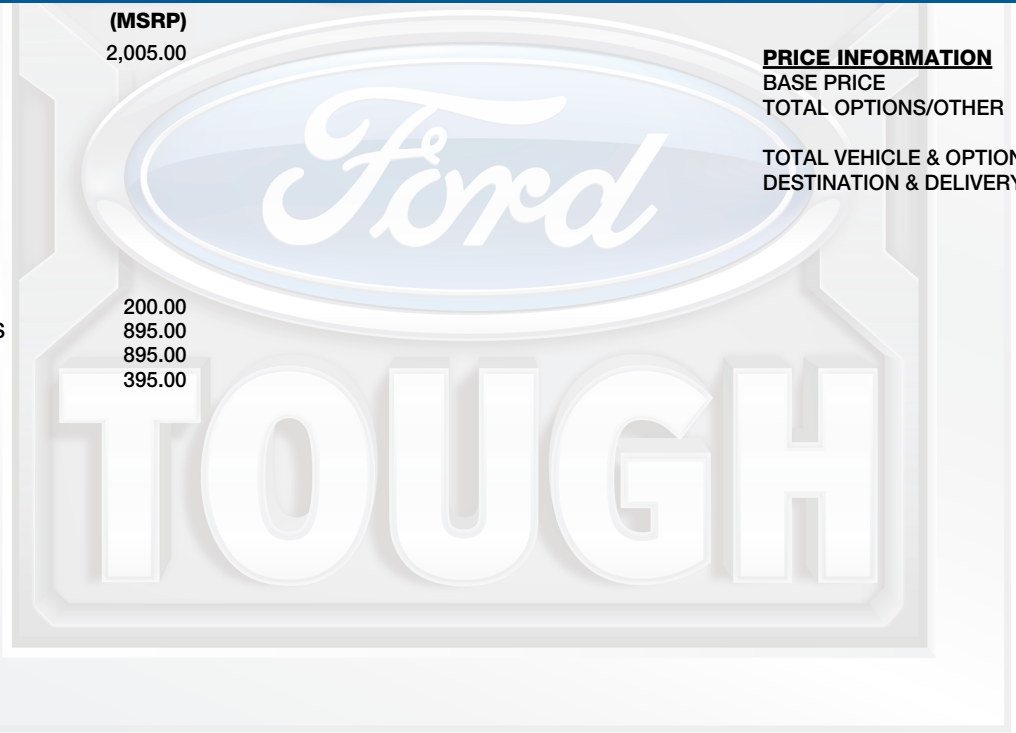 (MSRP)
2,005.00
200.00
S 895.00
895.00
395.00
PRICE INFORMATION
BASE PRICE
TOTAL OPTIONS/OTHER
TOTAL VEHICLE & OPTION
DESTINATION & DELIVERY
Ford
TOUGH